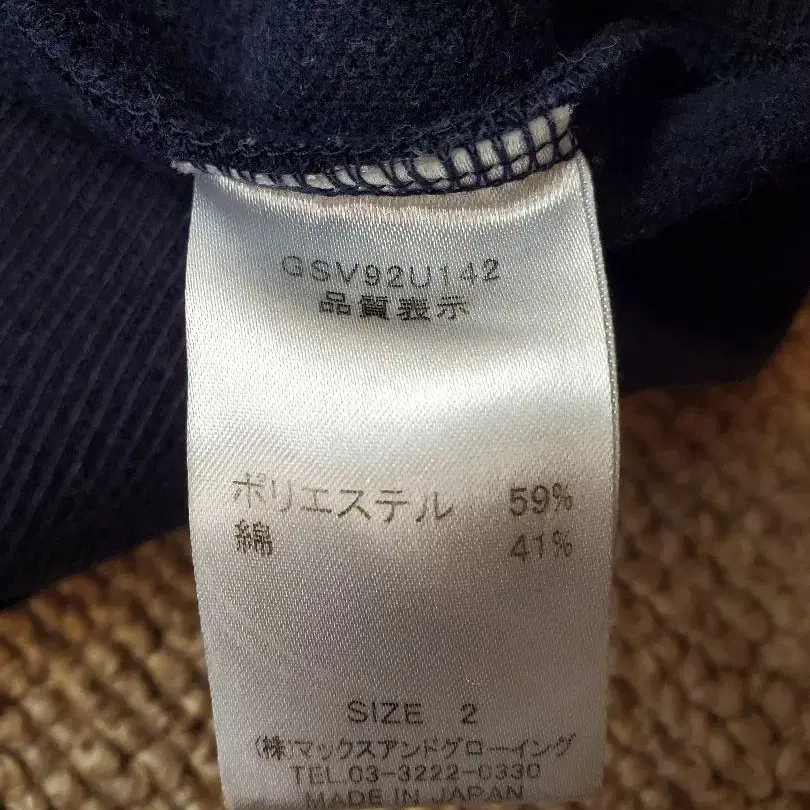 GSV92U142
品質表示
ポリエステル 59%
綿 41%
SIZE 2
(株)マックスアンドグローイング
TEL.03-3222-0330
MADE IN JAPAN